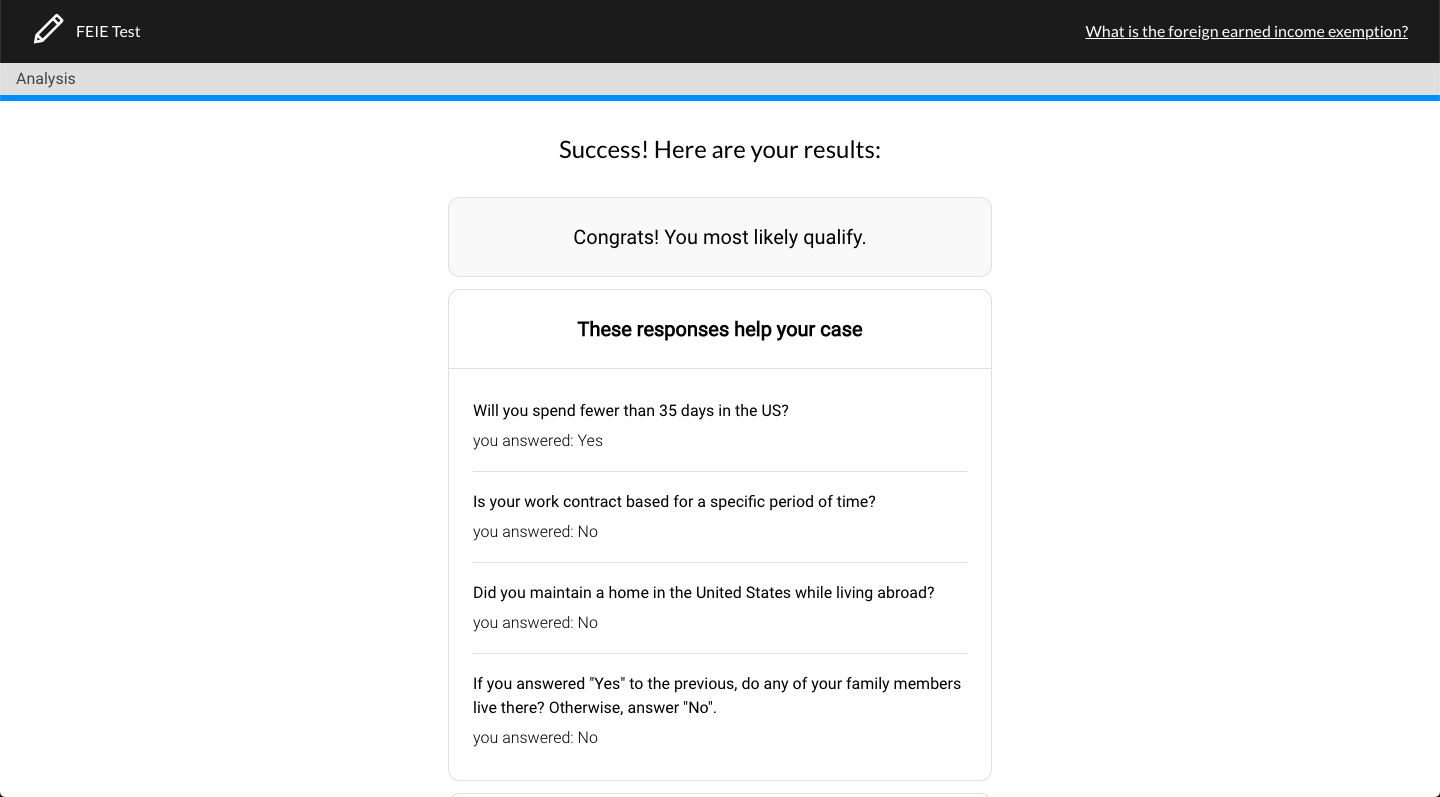 FEIE Test
What is the foreign earned income exemption?
Analysis
Success! Here are your results:
Congrats! You most likely qualify.
These responses help your case
Will you spend fewer than 35 days in the US?
you answered: Yes
Is your work contract based for a specific period of time?
you answered: No
Did you maintain a home in the United States while living abroad?
you answered: No
If you answered "Yes" to the previous, do any of your family members
live there? Otherwise, answer "No".
you answered: No